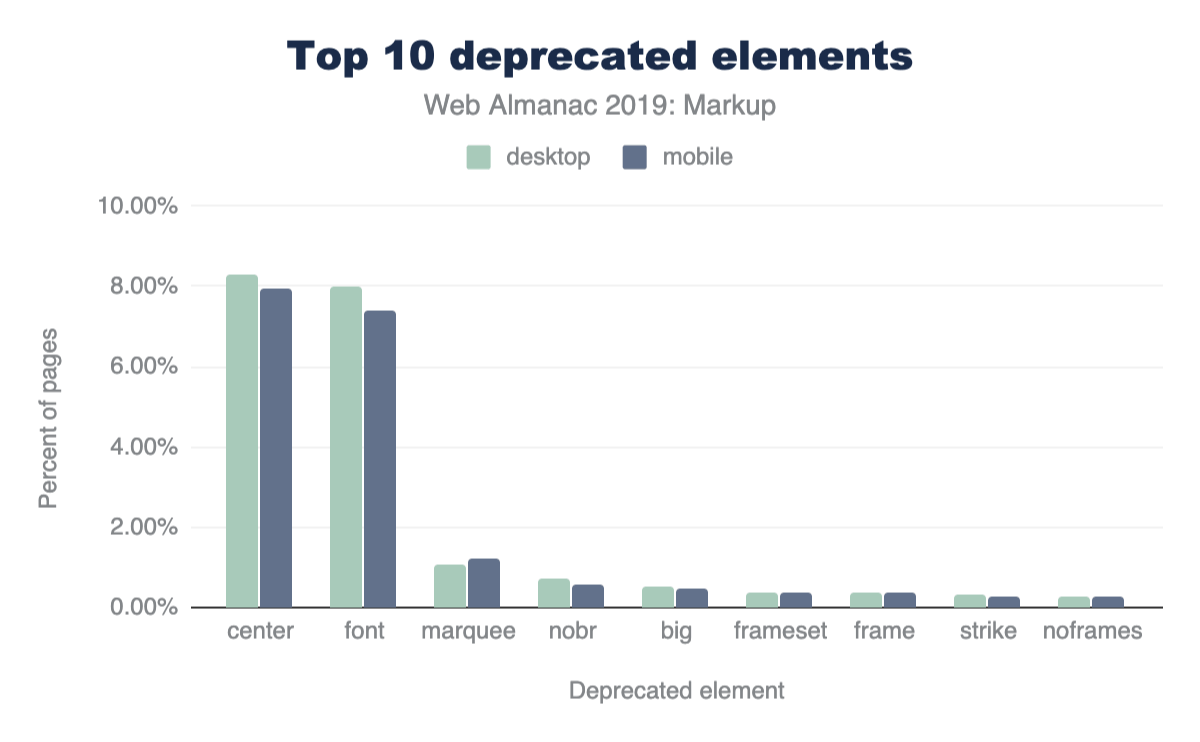 Top 10 deprecated elements
Web Almanac 2019: Markup
desktop mobile
10.00%
8.00%
6.00%
4.00%
2.00%
0.00%
Percent of pages
center font marquee nobr big frameset frame strike noframes
Deprecated element